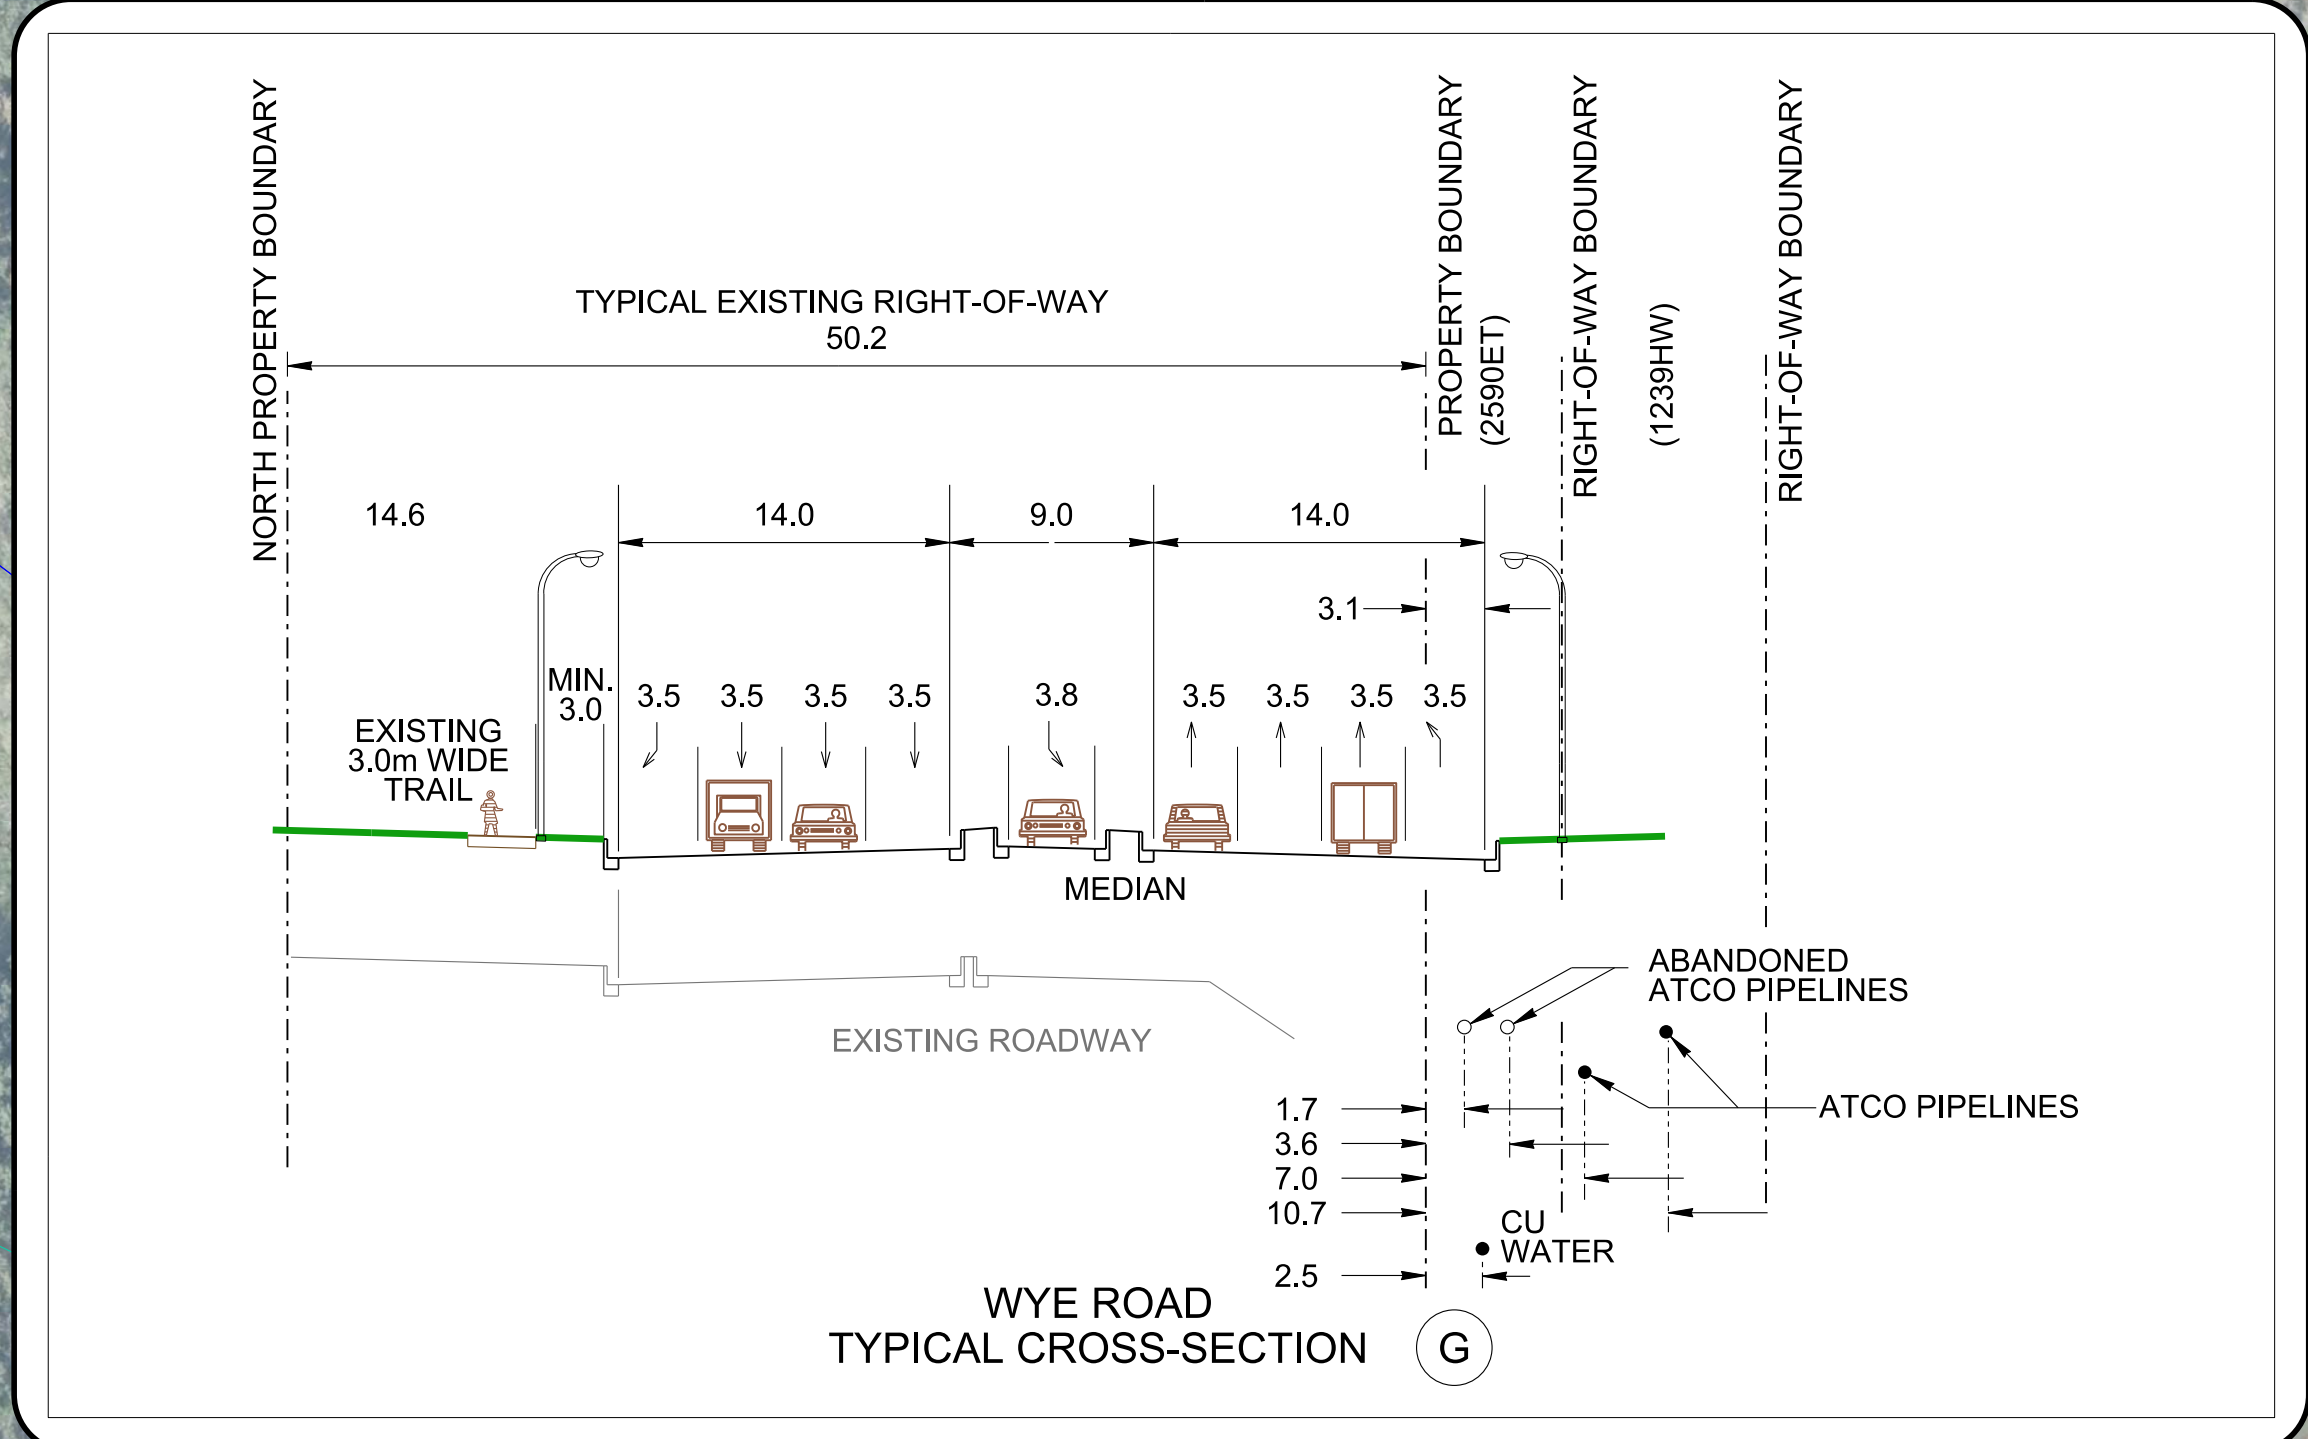 NORTH PROPERTY BOUNDARY
TYPICAL EXISTING RIGHT-OF-WAY
50.2
PROPERTY BOUNDARY
(2590ET)
RIGHT-OF-WAY BOUNDARY
(1239HW)
RIGHT-OF-WAY BOUNDARY
14.6
14.0
9.0
14.0
3.1
MIN.
3.0
3.5
3.5
3.5
3.5
3.8
3.5
3.5
3.5
3.5
EXISTING
3.0m WIDE
TRAIL
MEDIAN
EXISTING ROADWAY
ABANDONED
ATCO PIPELINES
ATCO PIPELINES
1.7
3.6
7.0
10.7
CU
WATER
2.5
WYE ROAD
TYPICAL CROSS-SECTION
G